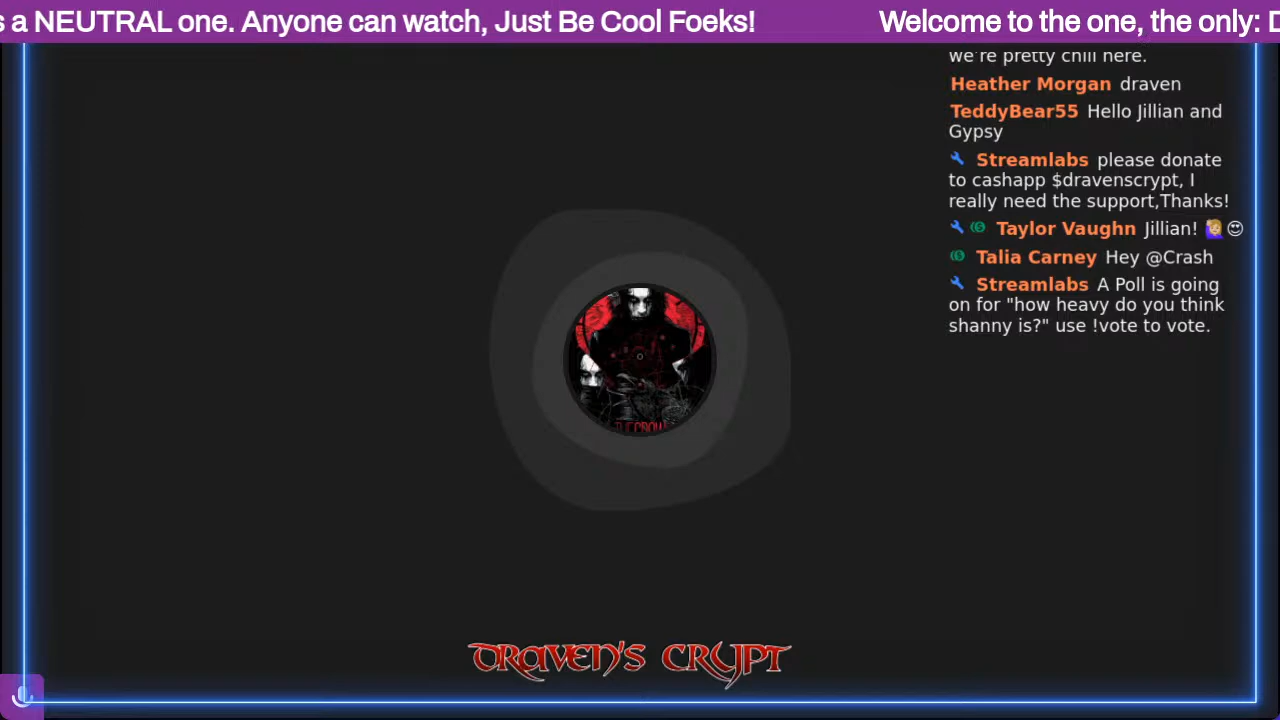 s a NEUTRAL one. Anyone can watch, Just Be Cool Foeks! Welcome to the one, the only: D
we're pretty chill here.
Heather Morgan draven
TeddyBear55 Hello Jillian and
Gypsy
Streamlabs please donate
to cashapp $dravenscrypt, I
really need the support,Thanks!
Taylor Vaughn Jillian! 🙋🏼‍♀️😍
Talia Carney Hey @Crash
Streamlabs A Poll is going
on for "how heavy do you think
shanny is?" use !vote to vote.
THE CROW
DRAVEN'S CRYPT